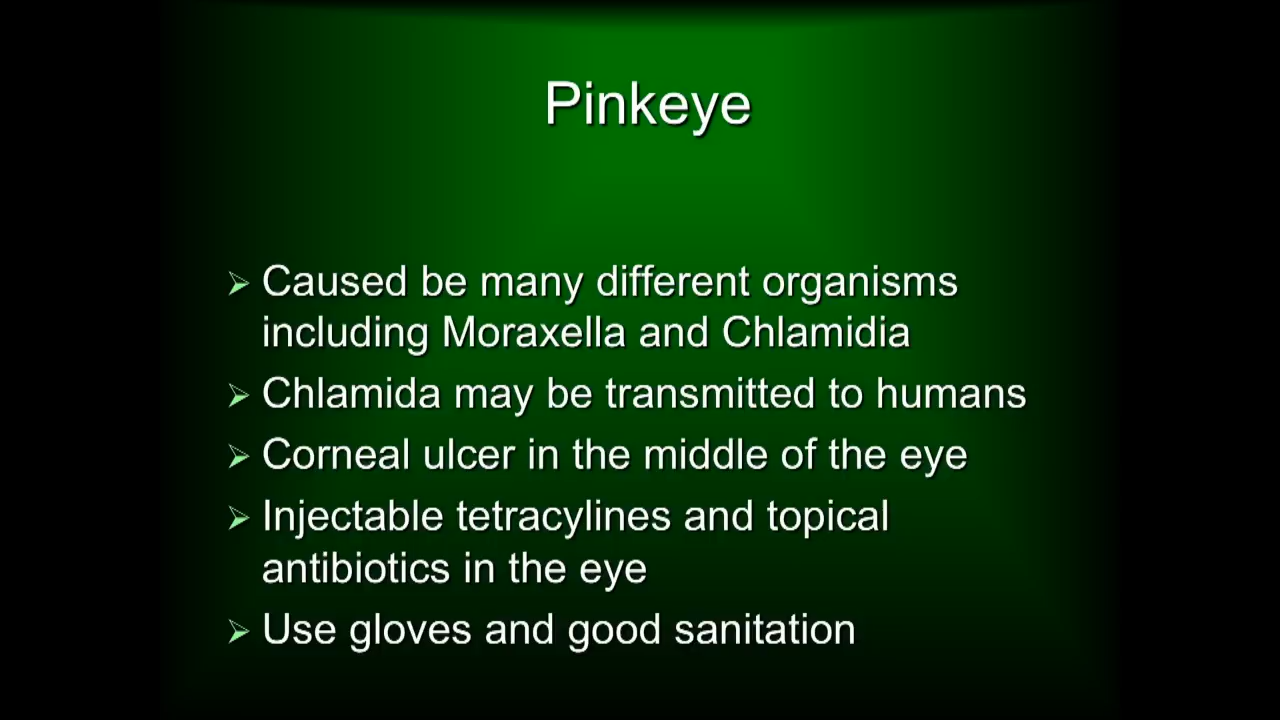 Pinkeye
Caused be many different organisms
including Moraxella and Chlamidia
Chlamida may be transmitted to humans
Corneal ulcer in the middle of the eye
Injectable tetracylines and topical
antibiotics in the eye
Use gloves and good sanitation